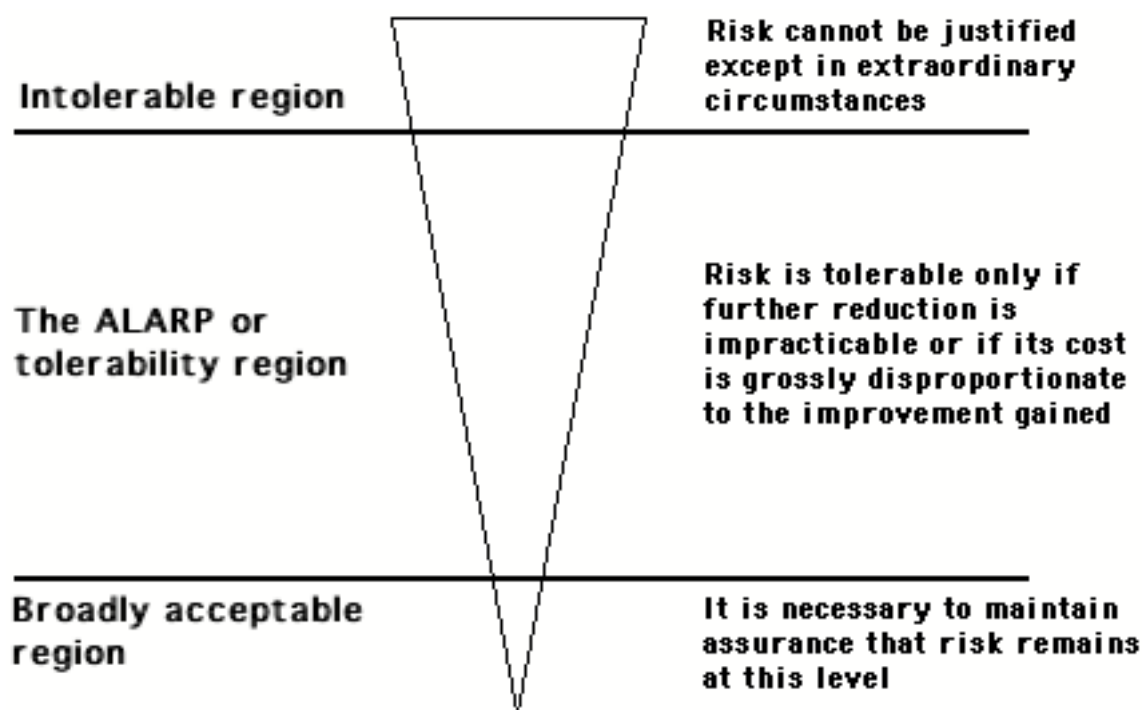 Intolerable region
Risk cannot be justified
except in extraordinary
circumstances
The ALARP or
tolerability region
Risk is tolerable only if
further reduction is
impracticable or if its cost
is grossly disproportionate
to the improvement gained
Broadly acceptable
region
It is necessary to maintain
assurance that risk remains
at this level